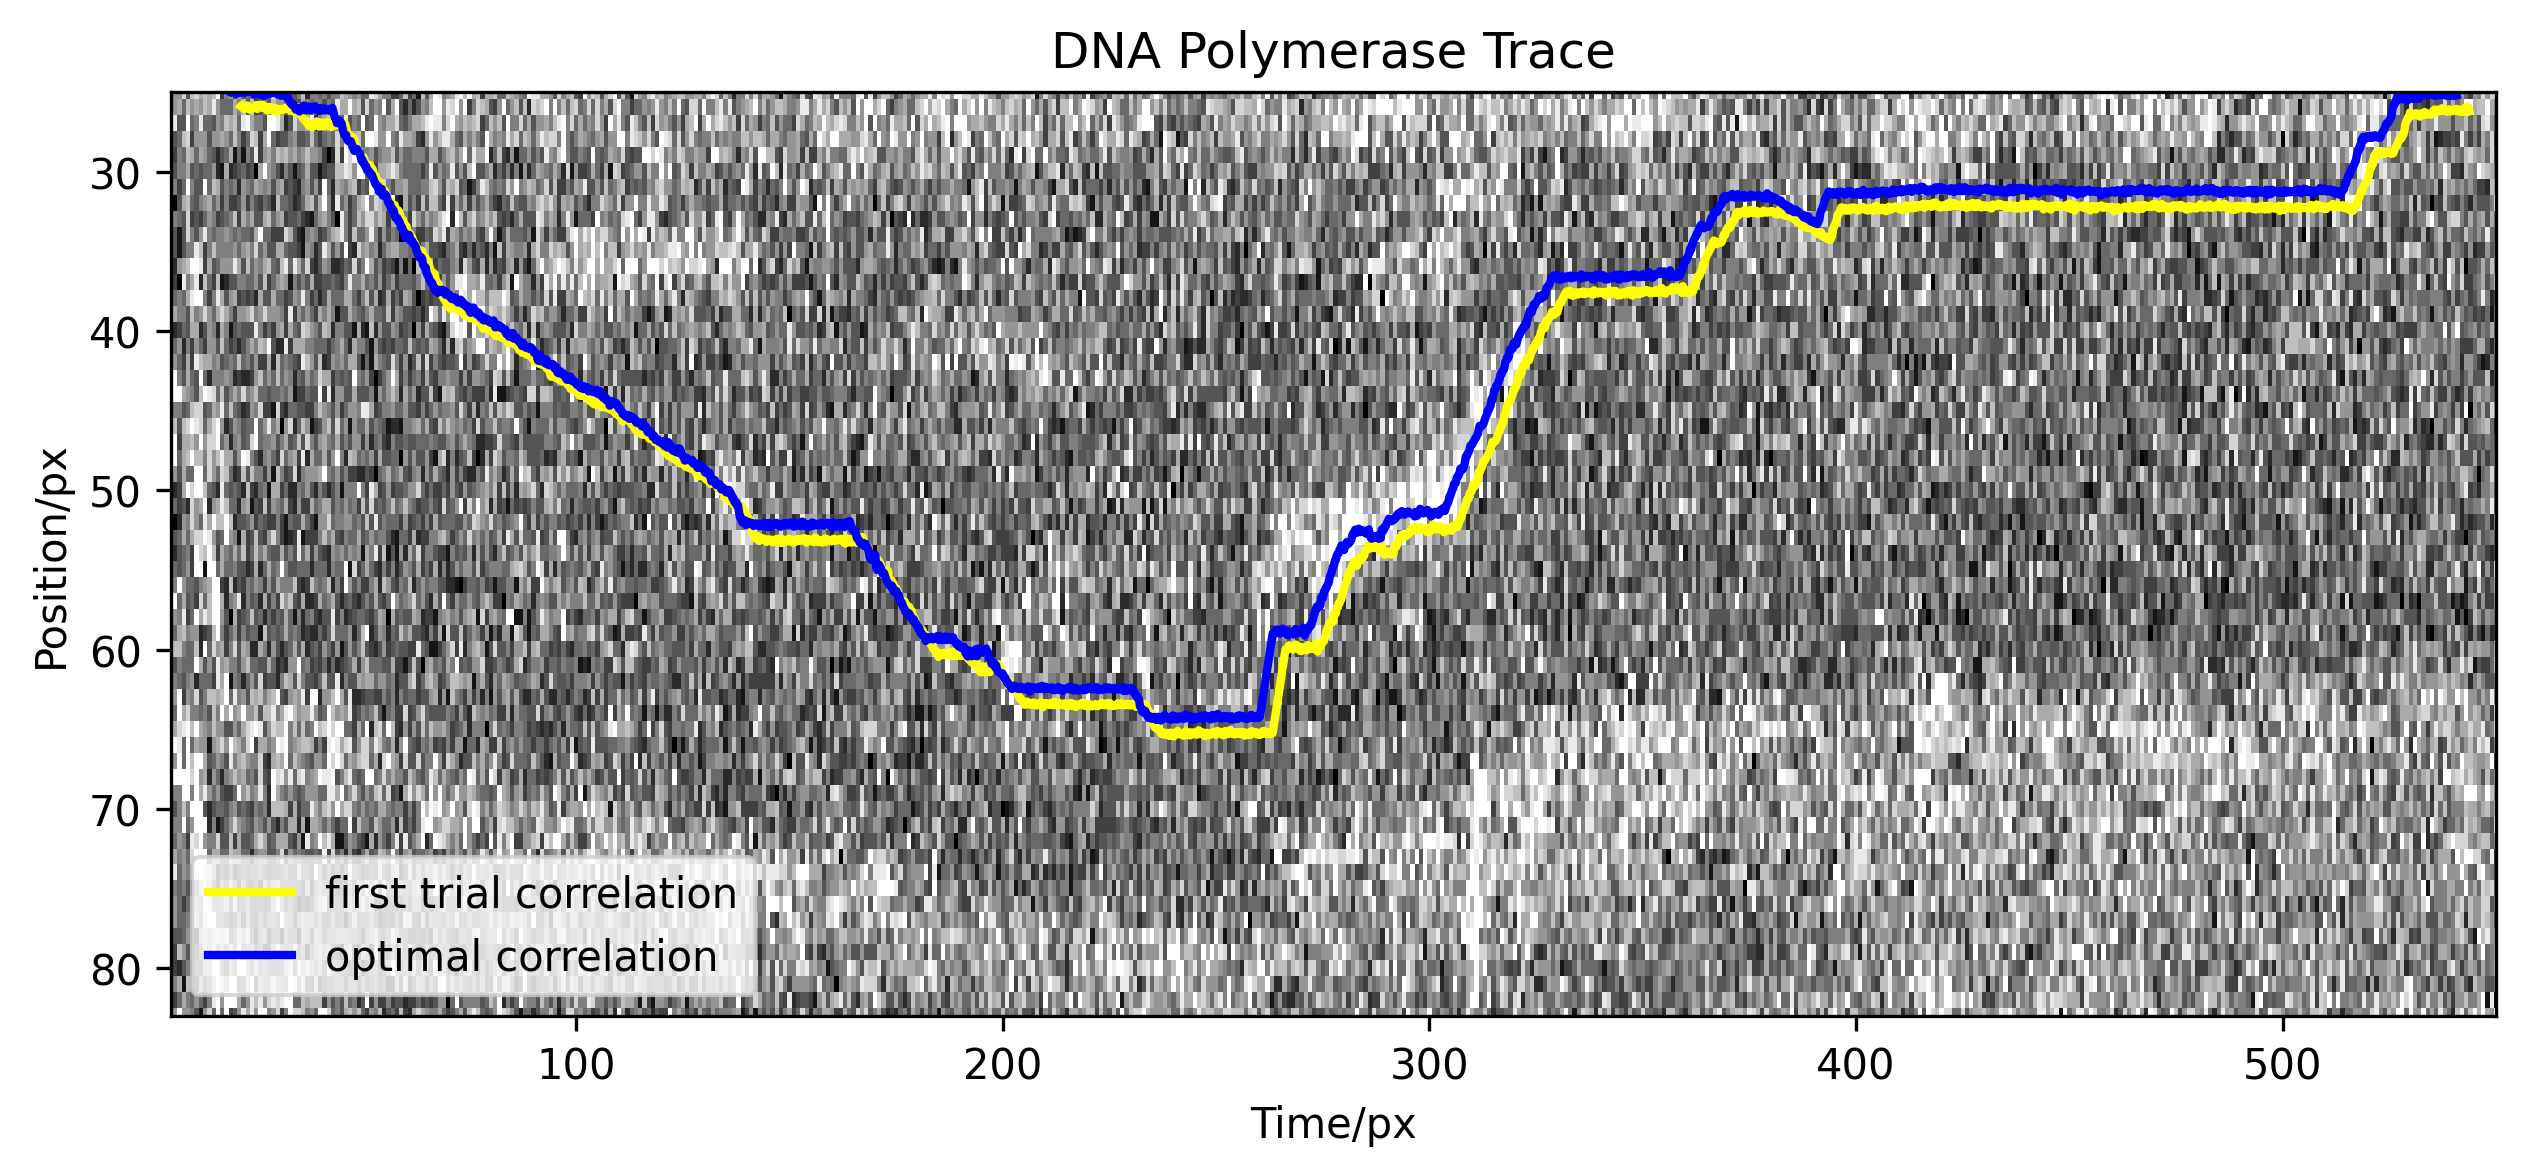 DNA Polymerase Trace
Position/px
30
40
50
60
70
80
first trial correlation
optimal correlation
100
200
300
400
500
Time/px